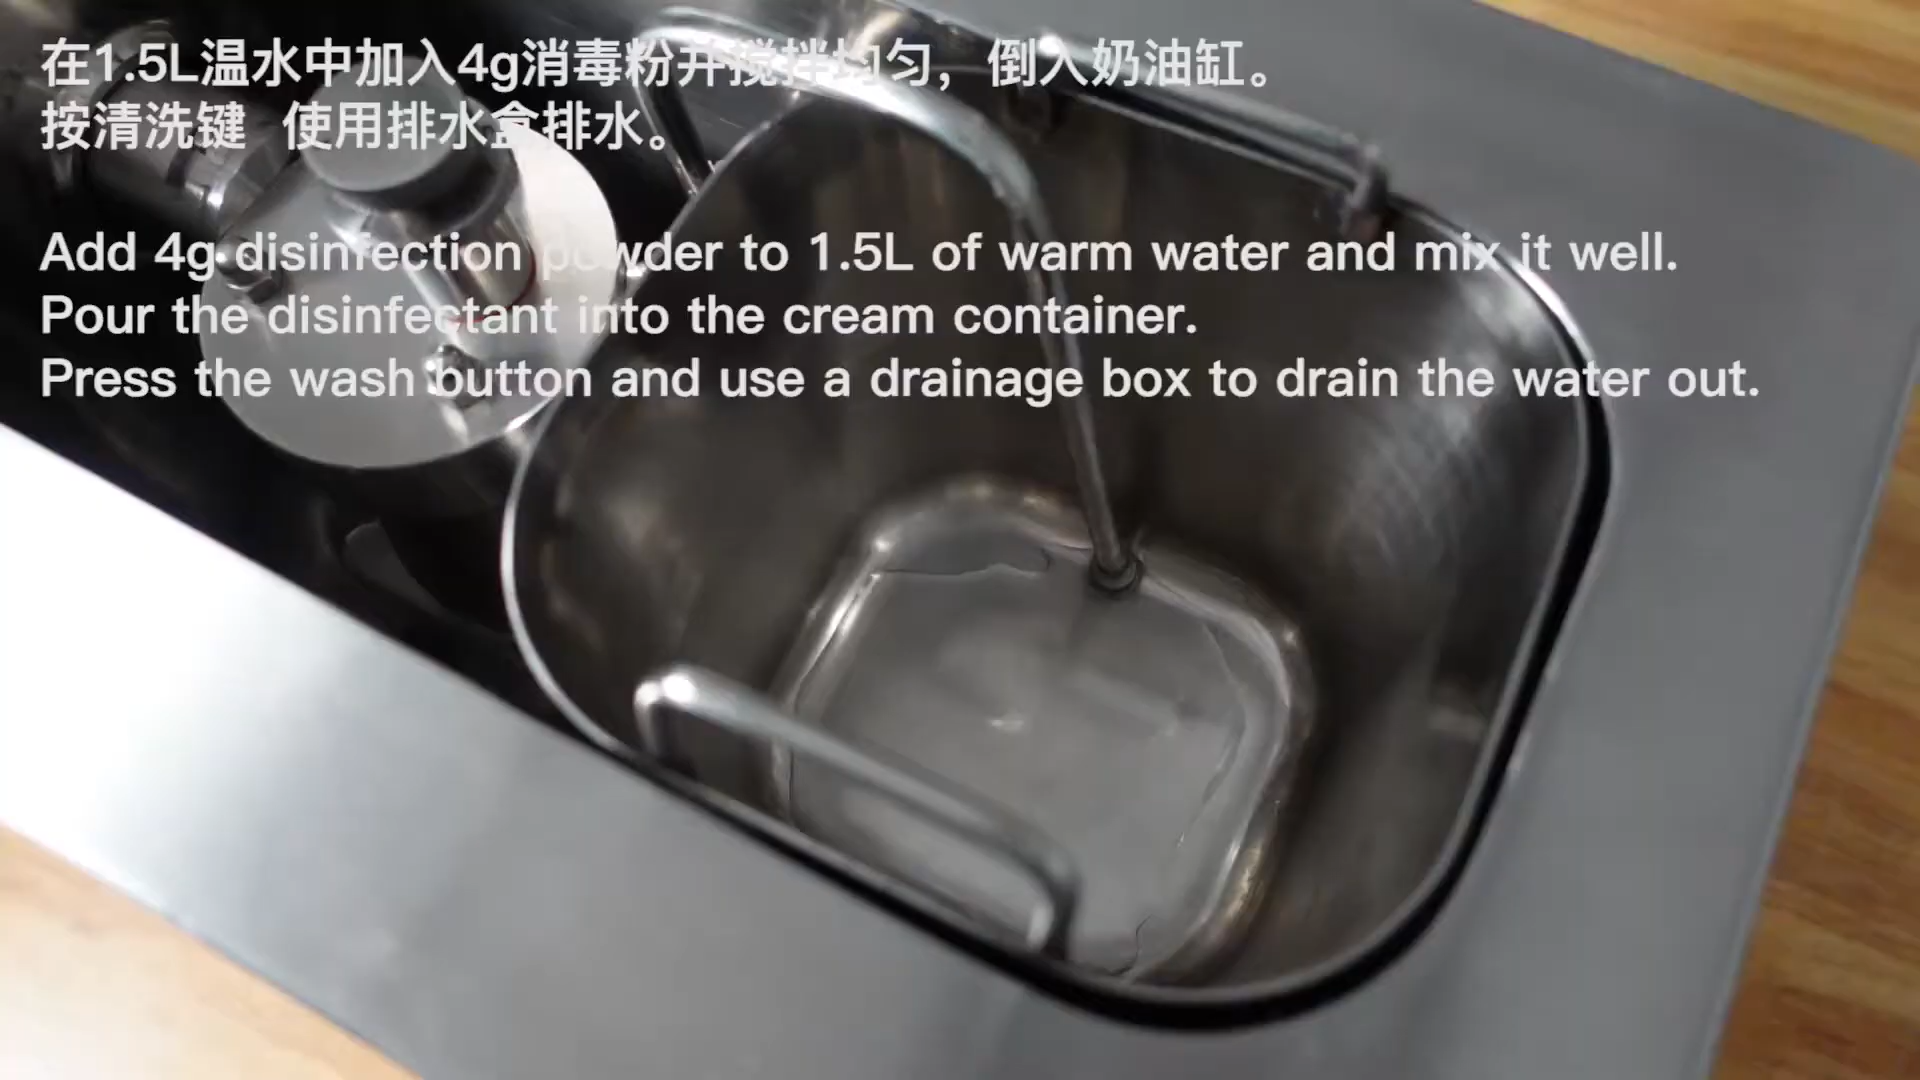 在1.5L温水中加入4g消毒粉并搅拌均匀，倒入奶油缸。
按清洗键 使用排水盒排水。
Add 4g disinfection powder to 1.5L of warm water and mix it well.
Pour the disinfectant into the cream container.
Press the wash button and use a drainage box to drain the water out.